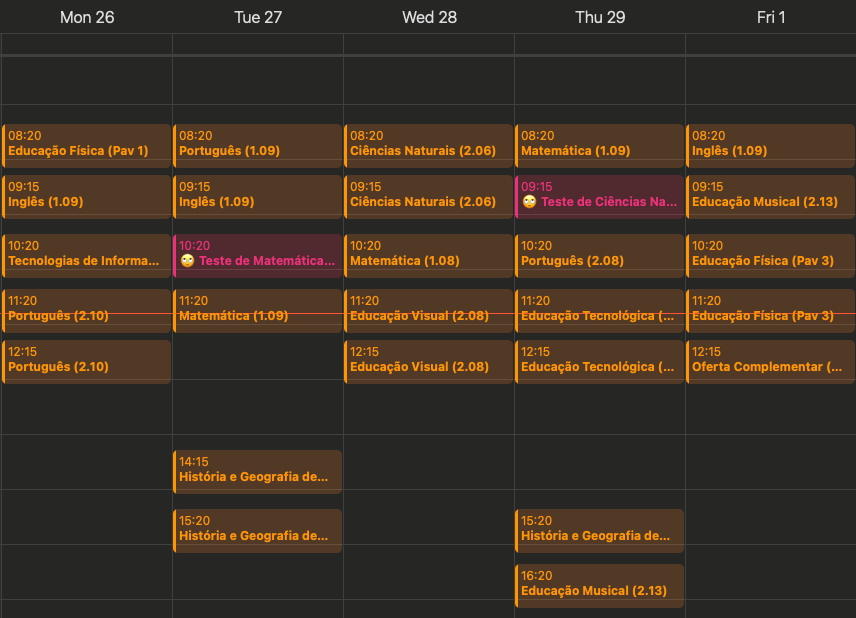 Mon 26
Tue 27
Wed 28
Thu 29
Fri 1
08:20
Educação Física (Pav 1)
09:15
Inglês (1.09)
10:20
Tecnologias de Informa...
11:20
Português (2.10)
12:15
Português (2.10)
08:20
Português (1.09)
09:15
Inglês (1.09)
10:20
🙄 Teste de Matemática...
11:20
Matemática (1.09)
14:15
História e Geografia de...
15:20
História e Geografia de...
08:20
Ciências Naturais (2.06)
09:15
Ciências Naturais (2.06)
10:20
Matemática (1.08)
11:20
Educação Visual (2.08)
12:15
Educação Visual (2.08)
08:20
Matemática (1.09)
09:15
🙄 Teste de Ciências Na...
10:20
Português (2.08)
11:20
Educação Tecnológica (...
12:15
Educação Tecnológica (...
15:20
História e Geografia de...
16:20
Educação Musical (2.13)
08:20
Inglês (1.09)
09:15
Educação Musical (2.13)
10:20
Educação Física (Pav 3)
11:20
Educação Física (Pav 3)
12:15
Oferta Complementar (...